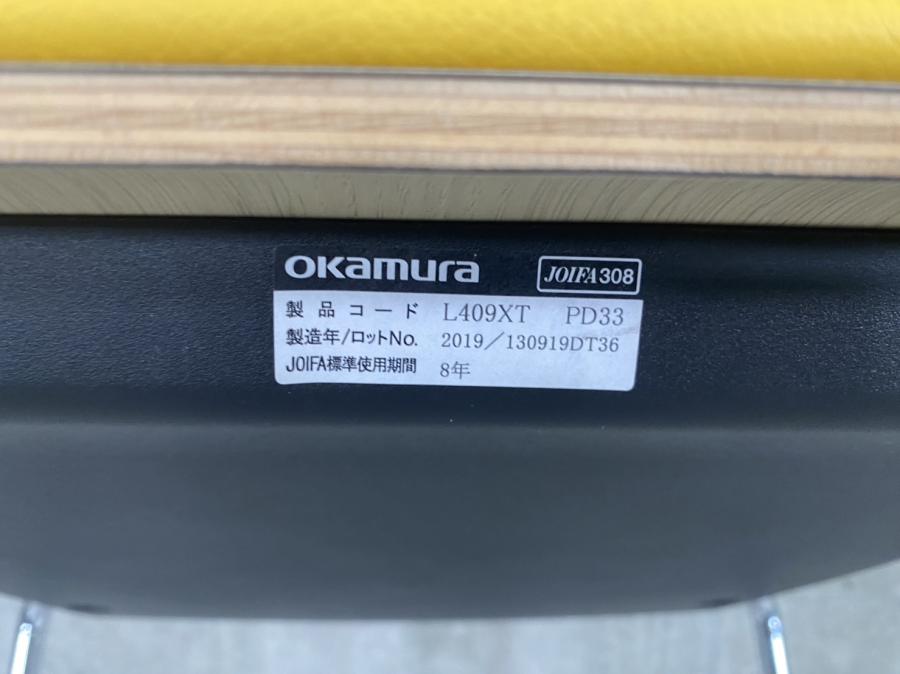 okamura JOIFA308
製品コード L409XT PD33
製造年/ロットNo. 2019/130919DT36
JOIFA標準使用期間 8年